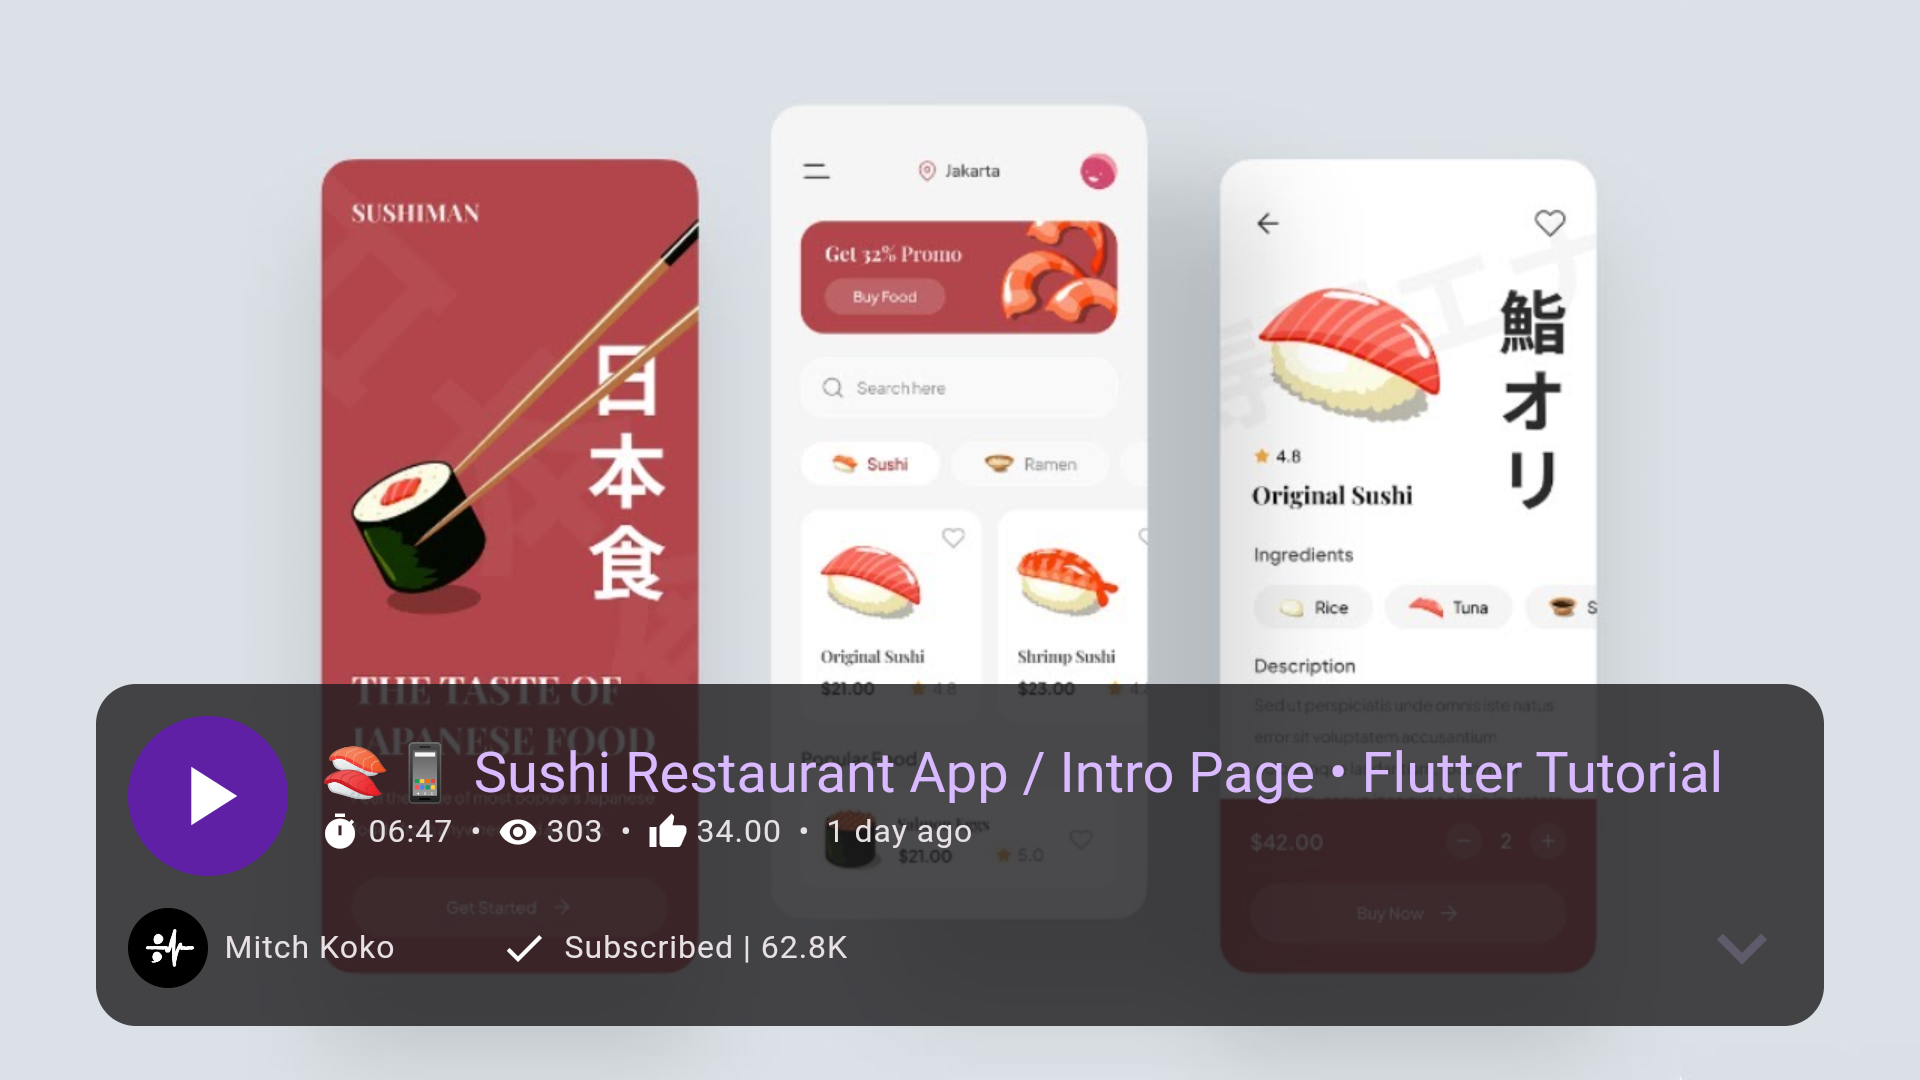 SUSHIMAN
日本食
THE TASTE OF
JAPANESE FOOD
Get Started
Jakarta
Get 32% Promo
Buy Food
Search here
Sushi
Ramen
Original Sushi
$21.00 4.8
Shrimp Sushi
$23.00
Popular Food
Salmon Eggs
$21.00 5.0
鮨オリ
4.8
Original Sushi
Ingredients
Rice
Tuna
S
Description
Sed ut perspiciatis unde omnis iste natus
error sit voluptatem accusantium
$42.00
2
Buy Now
Sushi Restaurant App / Intro Page • Flutter Tutorial
06:47 • 303 • 34.00 • 1 day ago
Mitch Koko
Subscribed | 62.8K